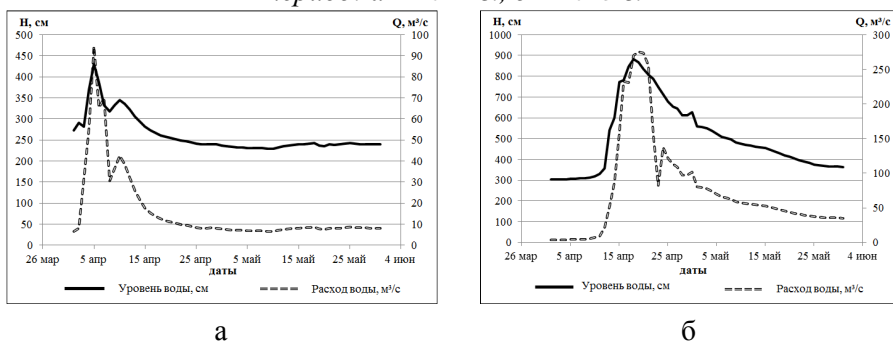 Н, см
Q, м³/с
500
450
400
350
300
250
200
150
100
50
0
100
90
80
70
60
50
40
30
20
10
0
26 мар
5 апр
15 апр
25 апр
5 май
15 май
25 май
4 июн
даты
Уровень воды, см
Расход воды, м³/с
Н, см
Q, м³/с
1000
900
800
700
600
500
400
300
200
100
0
300
250
200
150
100
50
0
26 мар
5 апр
15 апр
25 апр
5 май
15 май
25 май
4 июн
даты
Уровень воды, см
Расход воды, м³/с
а
б